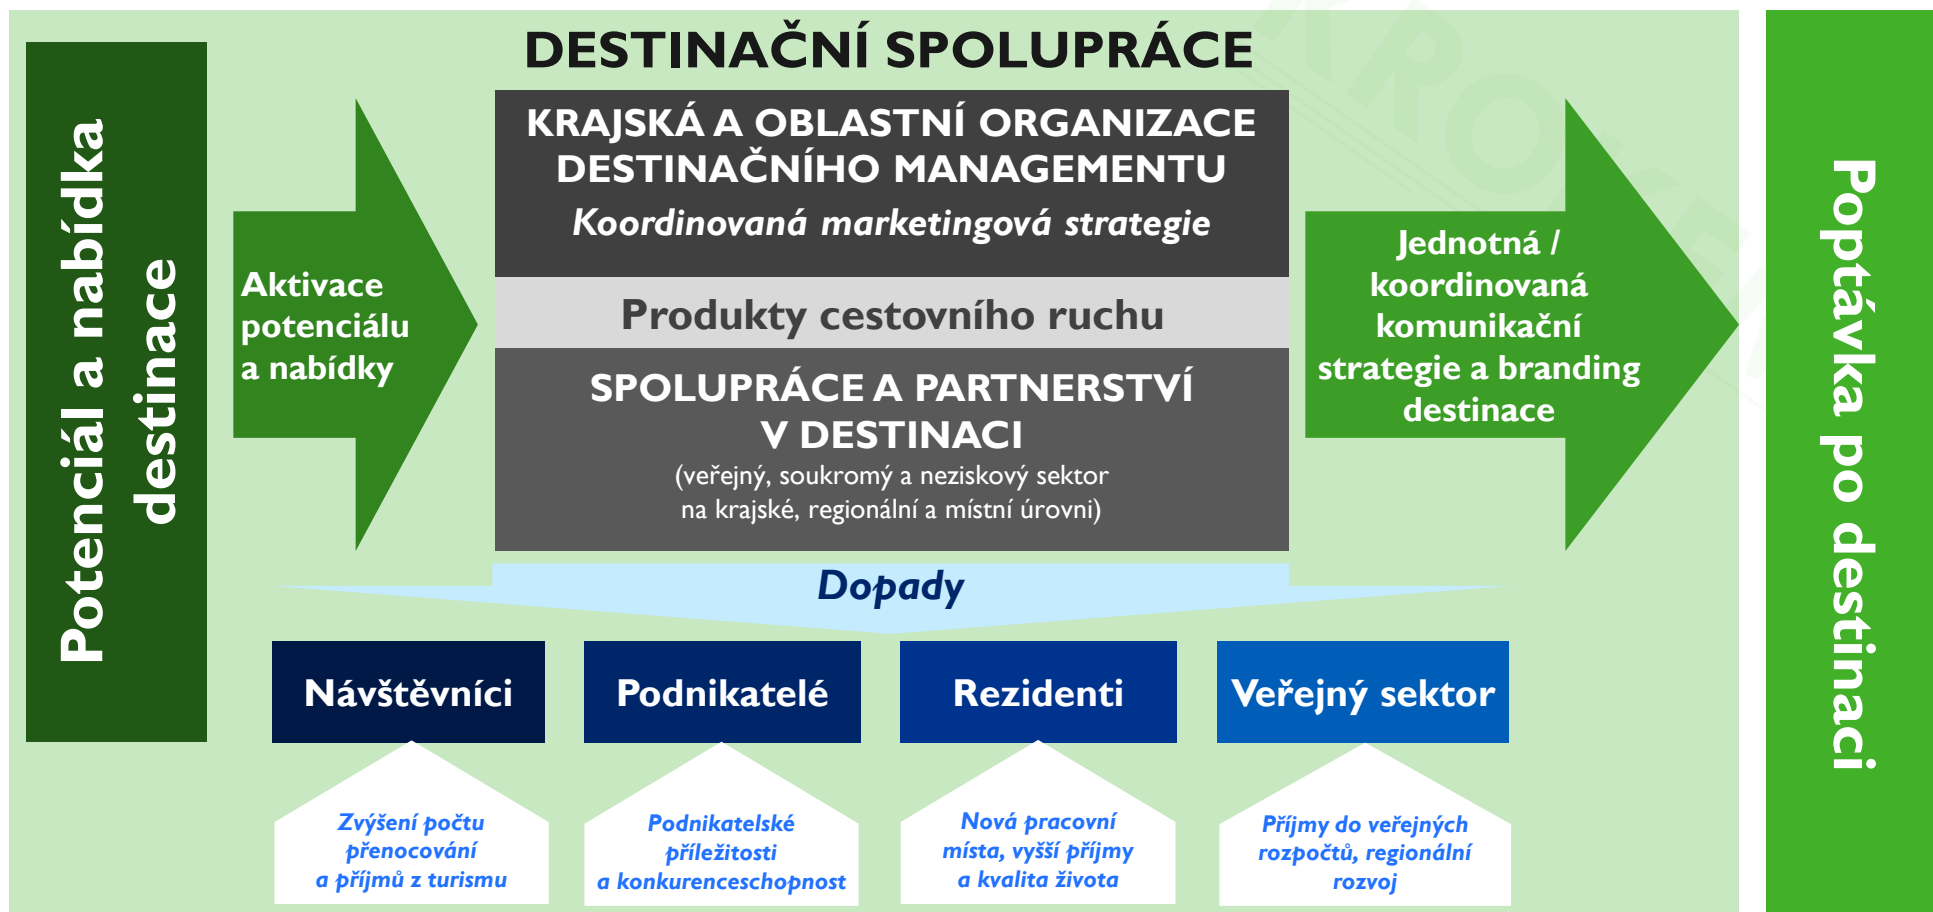 DESTINAČNÍ SPOLUPRÁCE
Potenciál a nabídka
destinace
Aktivace
potenciálu
a nabídky
KRAJSKÁ A OBLASTNÍ ORGANIZACE
DESTINAČNÍHO MANAGEMENTU
Koordinovaná marketingová strategie
Produkty cestovního ruchu
SPOLUPRÁCE A PARTNERSTVÍ
V DESTINACI
(veřejný, soukromý a neziskový sektor
na krajské, regionální a místní úrovni)
Jednotná /
koordinovaná
komunikační
strategie a branding
destinace
Poptávka po destinaci
Dopady
Návštěvníci
Podnikatelé
Rezidenti
Veřejný sektor
Zvýšení počtu
přenocování
a příjmů z turismu
Podnikatelské
příležitosti
a konkurenceschopnost
Nová pracovní
místa, vyšší příjmy
a kvalita života
Příjmy do veřejných
rozpočtů, regionální
rozvoj